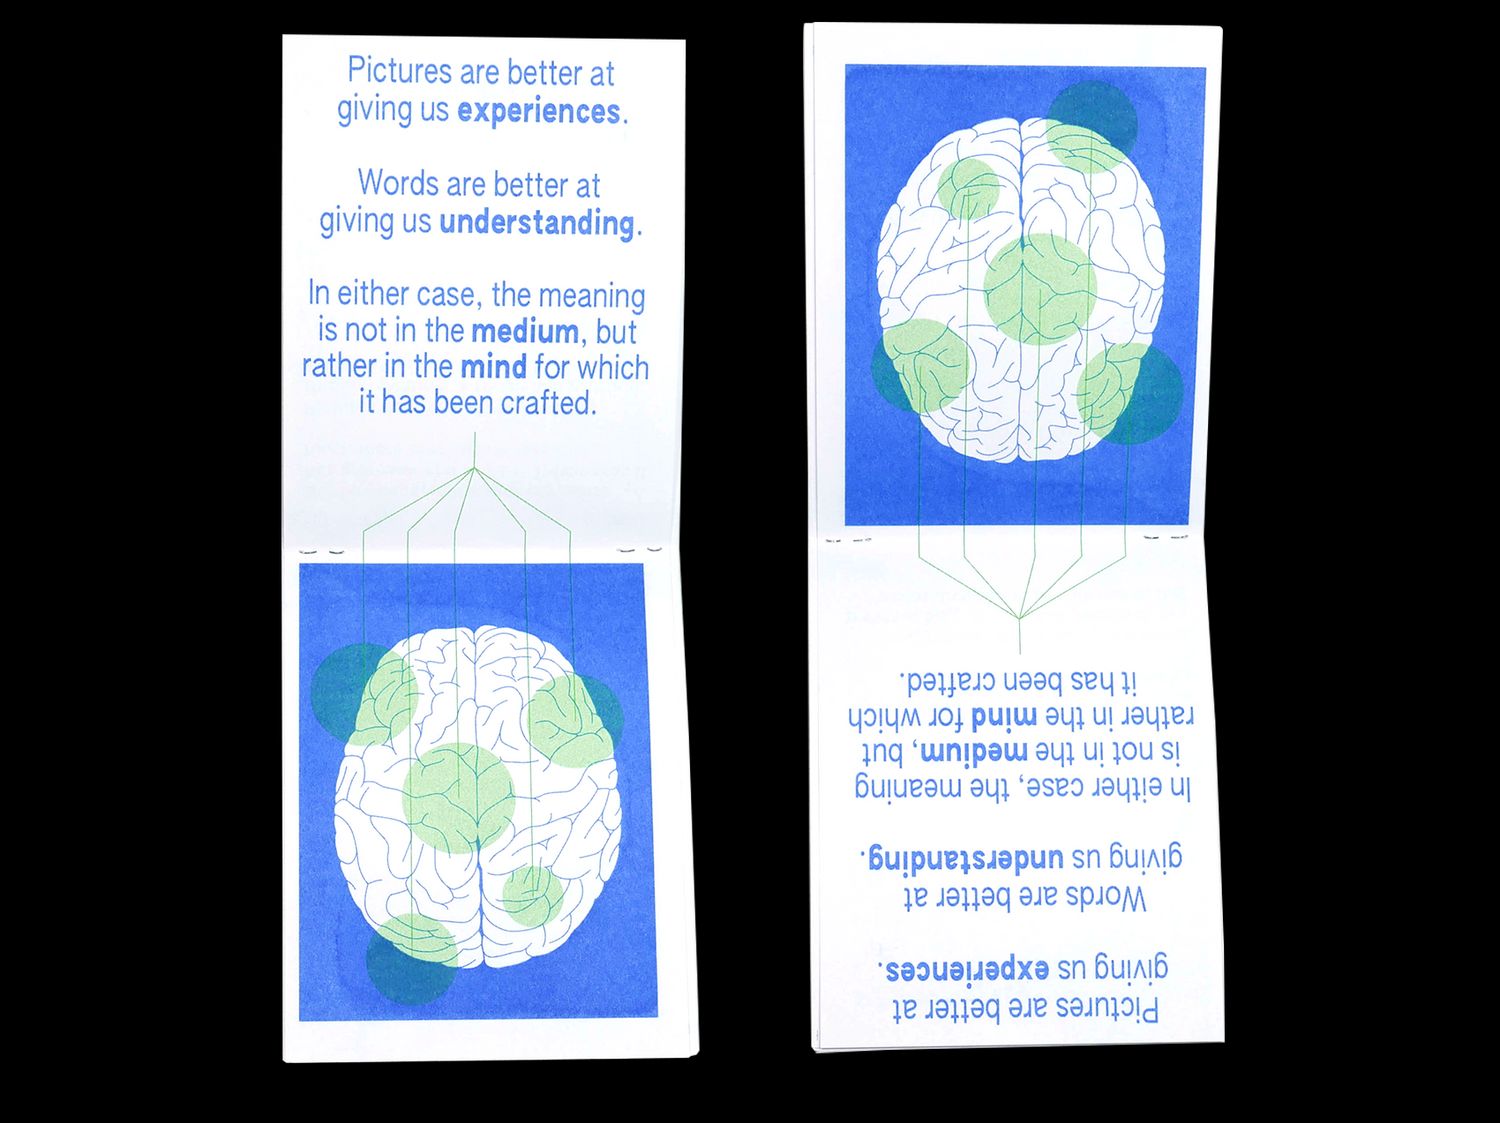 Pictures are better at
giving us experiences.
Words are better at
giving us understanding.
In either case, the meaning
is not in the medium, but
rather in the mind for which
it has been crafted.
Pictures are better at
giving us experiences.
Words are better at
giving us understanding.
In either case, the meaning
is not in the medium, but
rather in the mind for which
it has been crafted.